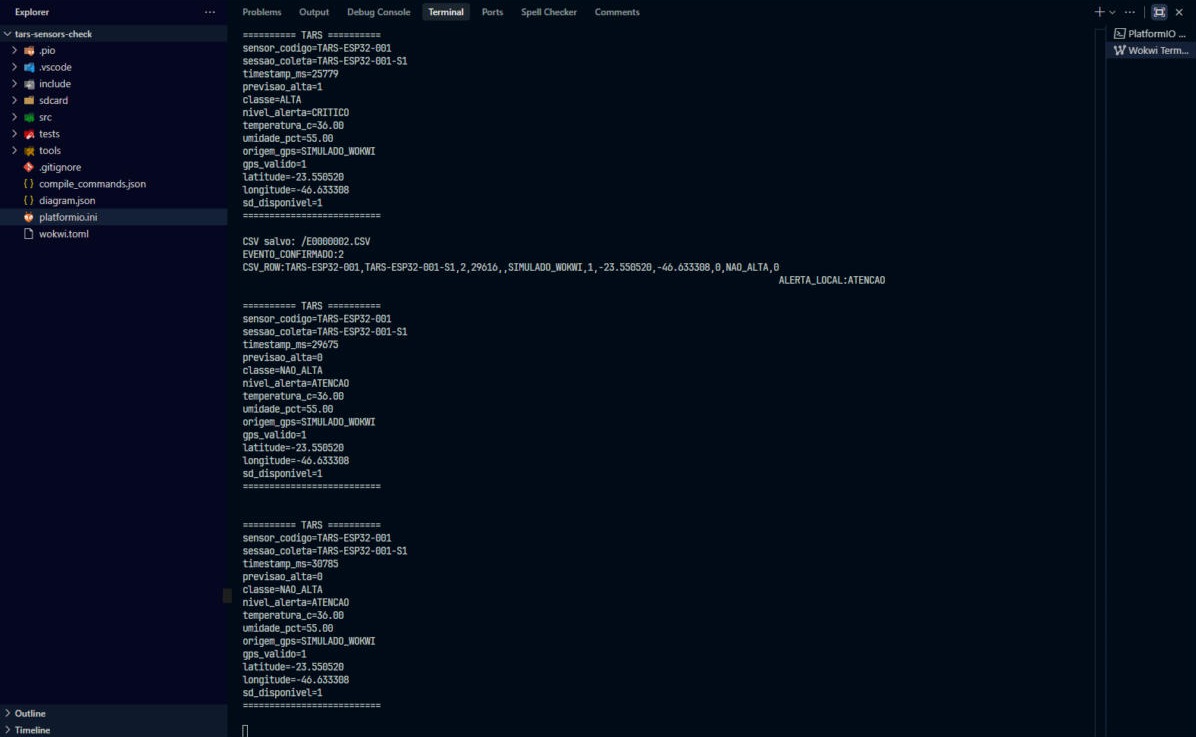 Explorer
tars-sensors-check
.pio
.vscode
include
sdcard
src
tests
tools
.gitignore
compile_commands.json
diagram.json
platformio.ini
wokwi.toml
Outline
Timeline
Problems Output Debug Console Terminal Ports Spell Checker Comments
PlatformIO ...
Wokwi Term...
========== TARS ==========
sensor_codigo=TARS-ESP32-001
sessao_coleta=TARS-ESP32-001-S1
timestamp_ms=25779
previsao_alta=1
classe=ALTA
nivel_alerta=CRITICO
temperatura_c=36.00
umidade_pct=55.00
origem_gps=SIMULADO_WOKWI
gps_valido=1
latitude=-23.550520
longitude=-46.633308
sd_disponivel=1
==========================
CSV salvo: /E0000002.CSV
EVENTO_CONFIRMADO:2
CSV_ROW:TARS-ESP32-001,TARS-ESP32-001-S1,2,29616,,SIMULADO_WOKWI,1,-23.550520,-46.633308,0,NAO_ALTA,0
ALERTA_LOCAL:ATENCAO
========== TARS ==========
sensor_codigo=TARS-ESP32-001
sessao_coleta=TARS-ESP32-001-S1
timestamp_ms=29675
previsao_alta=0
classe=NAO_ALTA
nivel_alerta=ATENCAO
temperatura_c=36.00
umidade_pct=55.00
origem_gps=SIMULADO_WOKWI
gps_valido=1
latitude=-23.550520
longitude=-46.633308
sd_disponivel=1
==========================
========== TARS ==========
sensor_codigo=TARS-ESP32-001
sessao_coleta=TARS-ESP32-001-S1
timestamp_ms=30785
previsao_alta=0
classe=NAO_ALTA
nivel_alerta=ATENCAO
temperatura_c=36.00
umidade_pct=55.00
origem_gps=SIMULADO_WOKWI
gps_valido=1
latitude=-23.550520
longitude=-46.633308
sd_disponivel=1
==========================